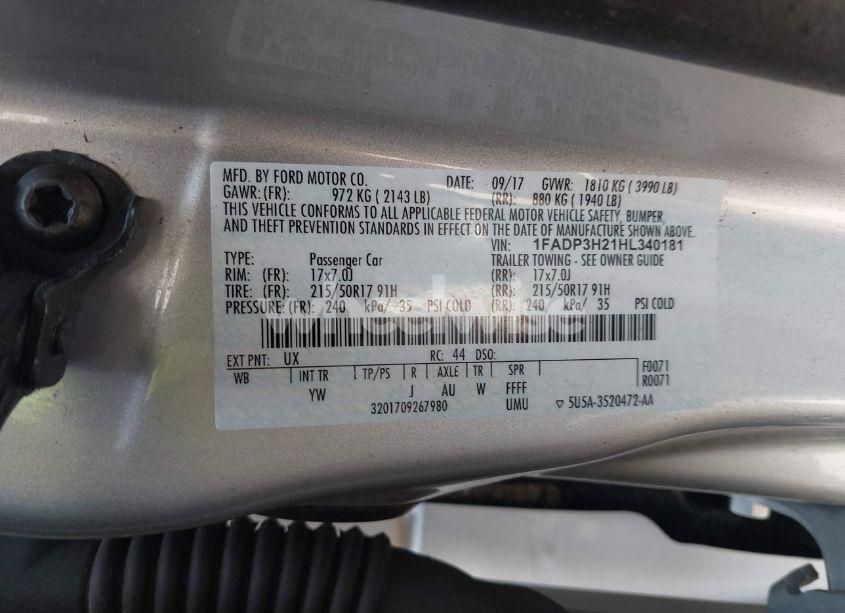 MFD. BY FORD MOTOR CO. DATE: 09/17 GVWR: 1810 KG ( 3990 LB)
GAWR: (FR): 972 KG ( 2143 LB) (RR): 880 KG ( 1940 LB)
THIS VEHICLE CONFORMS TO ALL APPLICABLE FEDERAL MOTOR VEHICLE SAFETY, BUMPER,
AND THEFT PREVENTION STANDARDS IN EFFECT ON THE DATE OF MANUFACTURE SHOWN ABOVE.
VIN: 1FADP3H21HL340181
TYPE: Passenger Car TRAILER TOWING - SEE OWNER GUIDE
RIM: (FR): 17x7.0J (RR): 17x7.0J
TIRE: (FR): 215/50R17 91H (RR): 215/50R17 91H
PRESSURE: (FR): 240 kPa/ 35 PSI COLD (RR): 240 kPa/ 35 PSI COLD
EXT PNT: UX RC: 44 DSO: F0071
WB INT TR TP/PS R AXLE TR SPR R0071
YW J AU W FFFF
3201709267980 UMU ▽ 5U5A-3520472-AA